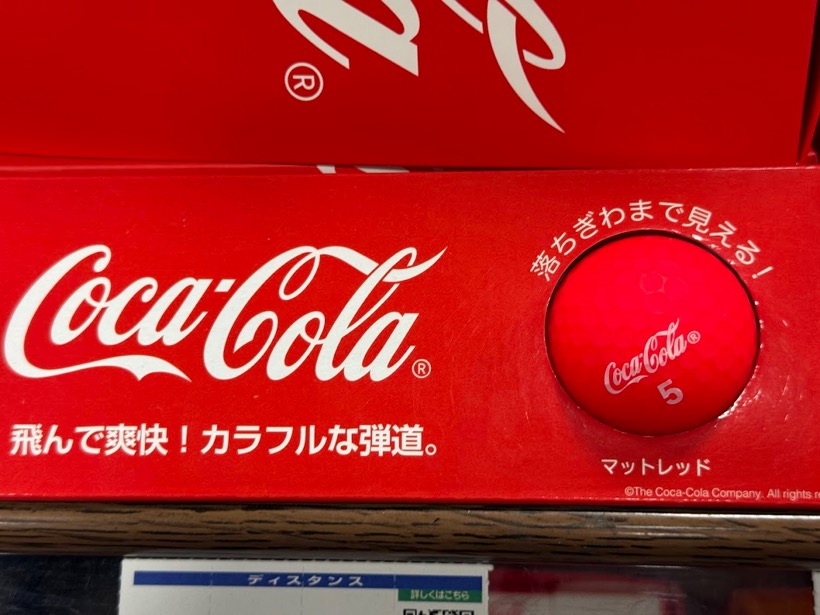 Ca
®
Coca-Cola®
飛んで爽快！カラフルな弾道。
落ちぎわまで見える！
Coca-Cola®
5
マットレッド
©The Coca-Cola Company. All rights
ディスタンス
詳しくはこちら